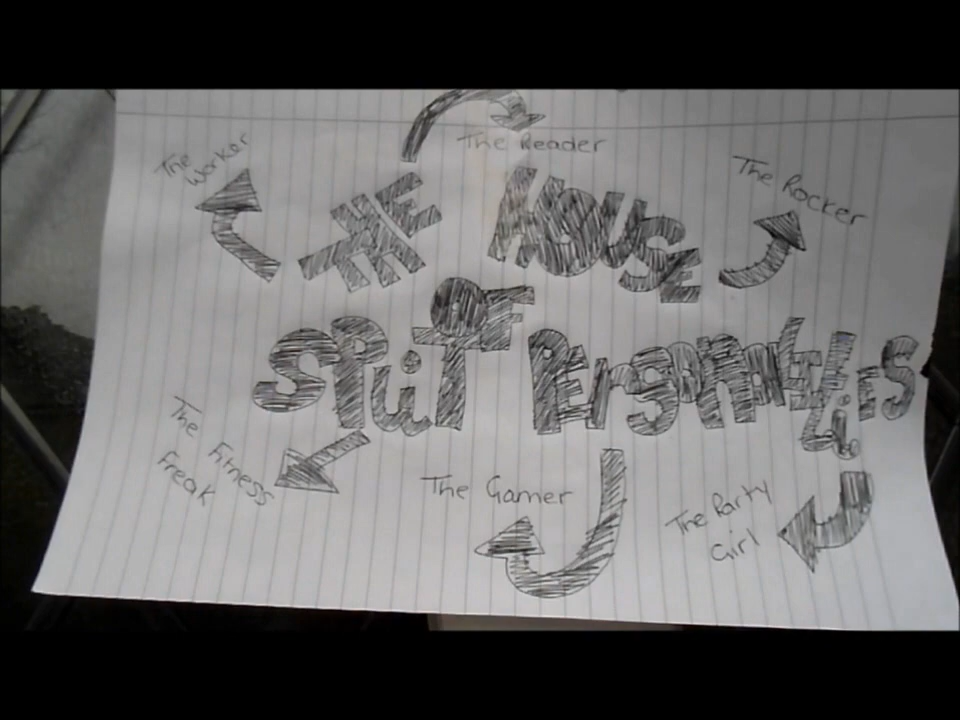 The Reader
The
Worker
The Rocker
THE HOUSE
OF
SPLiT PERSONALiTiES
The Fitness
Freak
The Gamer
The Party
Girl